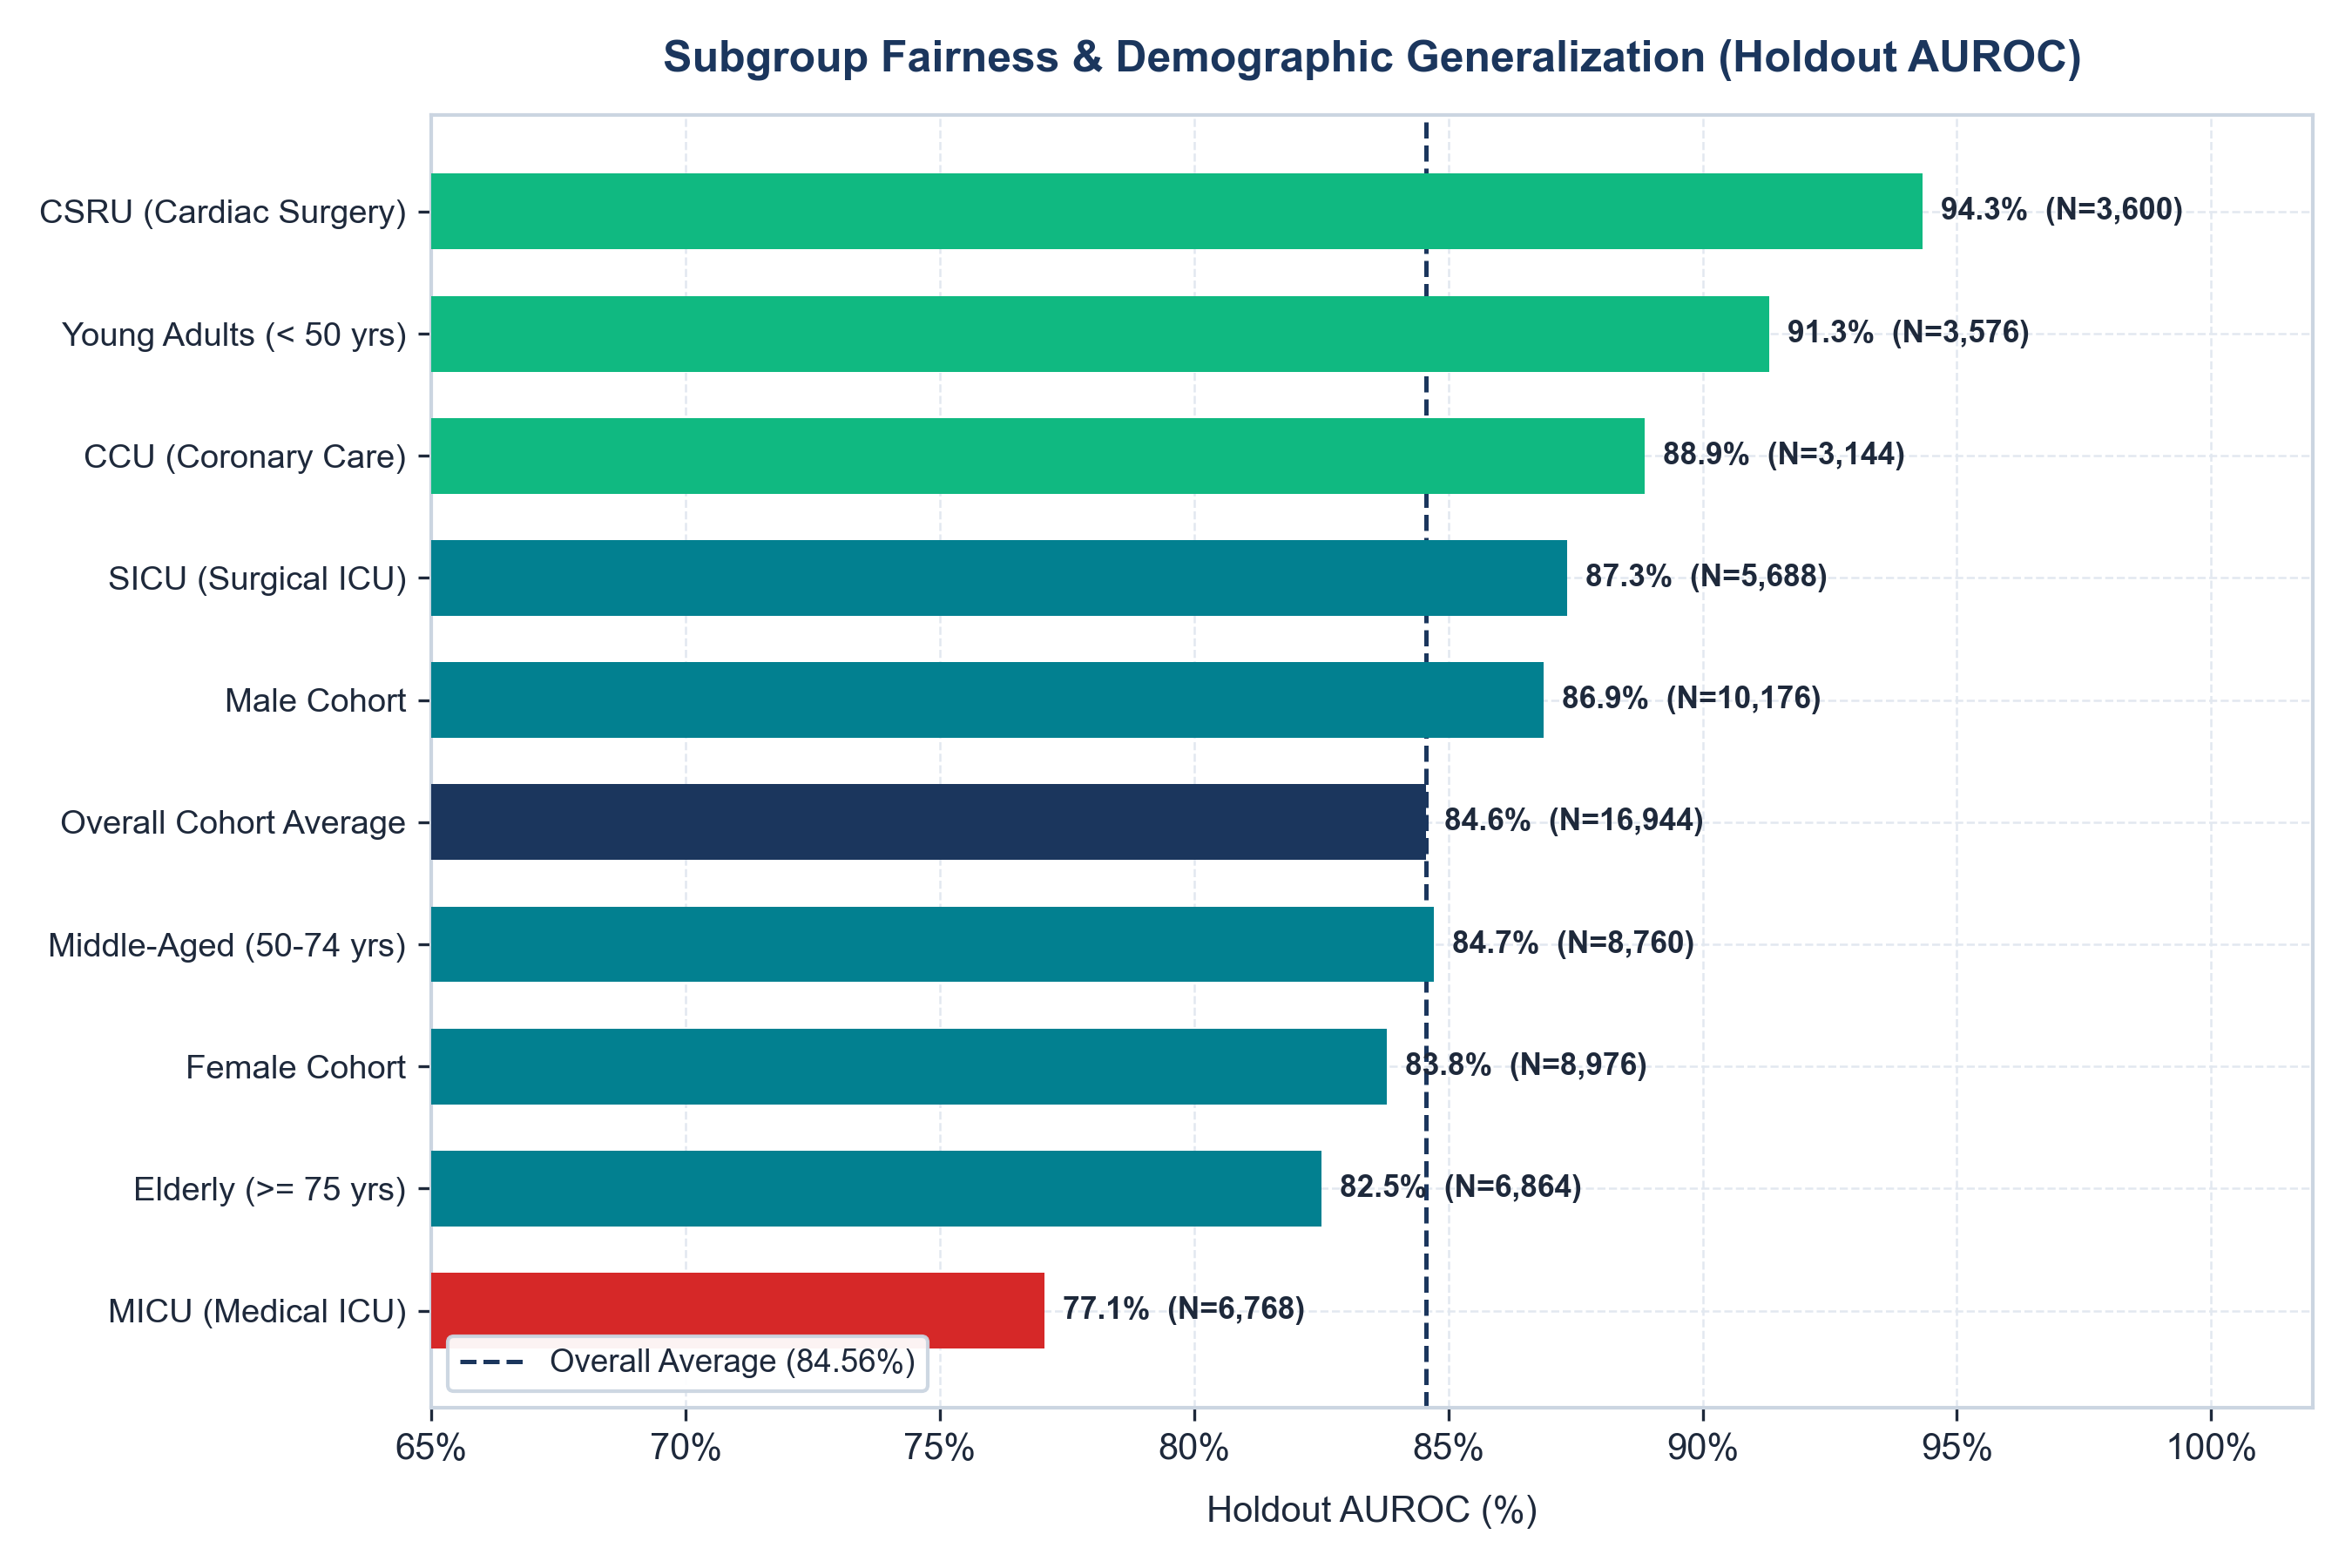 Subgroup Fairness & Demographic Generalization (Holdout AUROC)
CSRU (Cardiac Surgery)
94.3% (N=3,600)
Young Adults (< 50 yrs)
91.3% (N=3,576)
CCU (Coronary Care)
88.9% (N=3,144)
SICU (Surgical ICU)
87.3% (N=5,688)
Male Cohort
86.9% (N=10,176)
Overall Cohort Average
84.6% (N=16,944)
Middle-Aged (50-74 yrs)
84.7% (N=8,760)
Female Cohort
83.8% (N=8,976)
Elderly (>= 75 yrs)
82.5% (N=6,864)
MICU (Medical ICU)
77.1% (N=6,768)
Overall Average (84.56%)
65% 70% 75% 80% 85% 90% 95% 100%
Holdout AUROC (%)